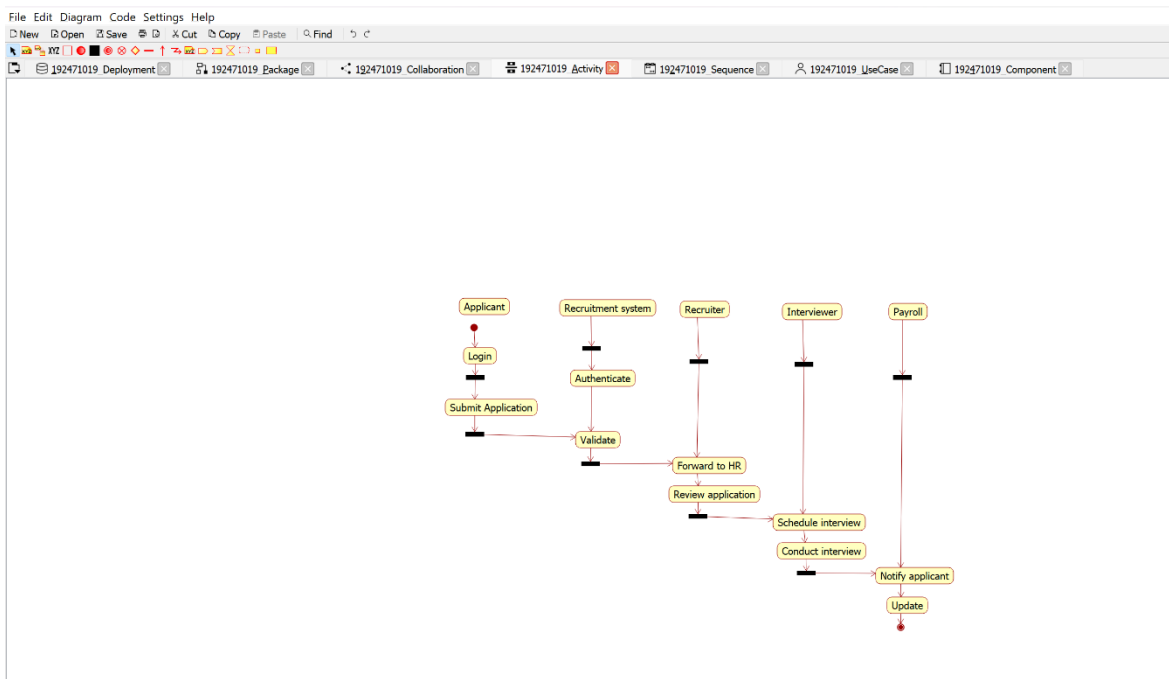 File Edit Diagram Code Settings Help
New Open Save Cut Copy Paste Find
XYZ
192471019_Deployment 192471019_Package 192471019_Collaboration 192471019_Activity 192471019_Sequence 192471019_UseCase 192471019_Component
Applicant Recruitment system Recruiter Interviewer Payroll
Login
Authenticate
Submit Application
Validate
Forward to HR
Review application
Schedule interview
Conduct interview
Notify applicant
Update